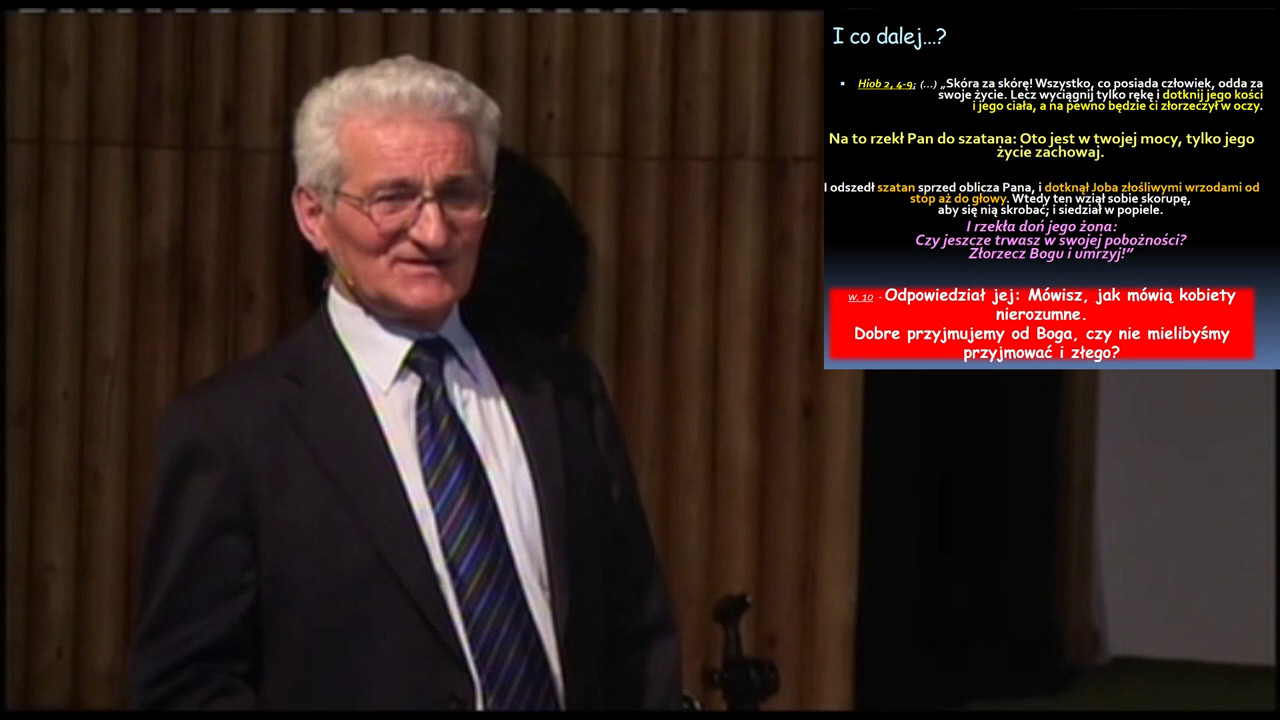 I co dalej...?
▪ Hiob 2, 4-9; (...) „Skóra za skórę! Wszystko, co posiada człowiek, odda za
swoje życie. Lecz wyciągnij tylko rękę i dotknij jego kości
i jego ciała, a na pewno będzie ci złorzeczył w oczy.
Na to rzekł Pan do szatana: Oto jest w twojej mocy, tylko jego
życie zachowaj.
I odszedł szatan sprzed oblicza Pana, i dotknął Joba złośliwymi wrzodami od
stóp aż do głowy. Wtedy ten wziął sobie skorupę,
aby się nią skrobać; i siedział w popiele.
I rzekła doń jego żona:
Czy jeszcze trwasz w swojej pobożności?
Złorzecz Bogu i umrzyj!”
w. 10 - Odpowiedział jej: Mówisz, jak mówią kobiety
nierozumne.
Dobre przyjmujemy od Boga, czy nie mielibyśmy
przyjmować i złego?